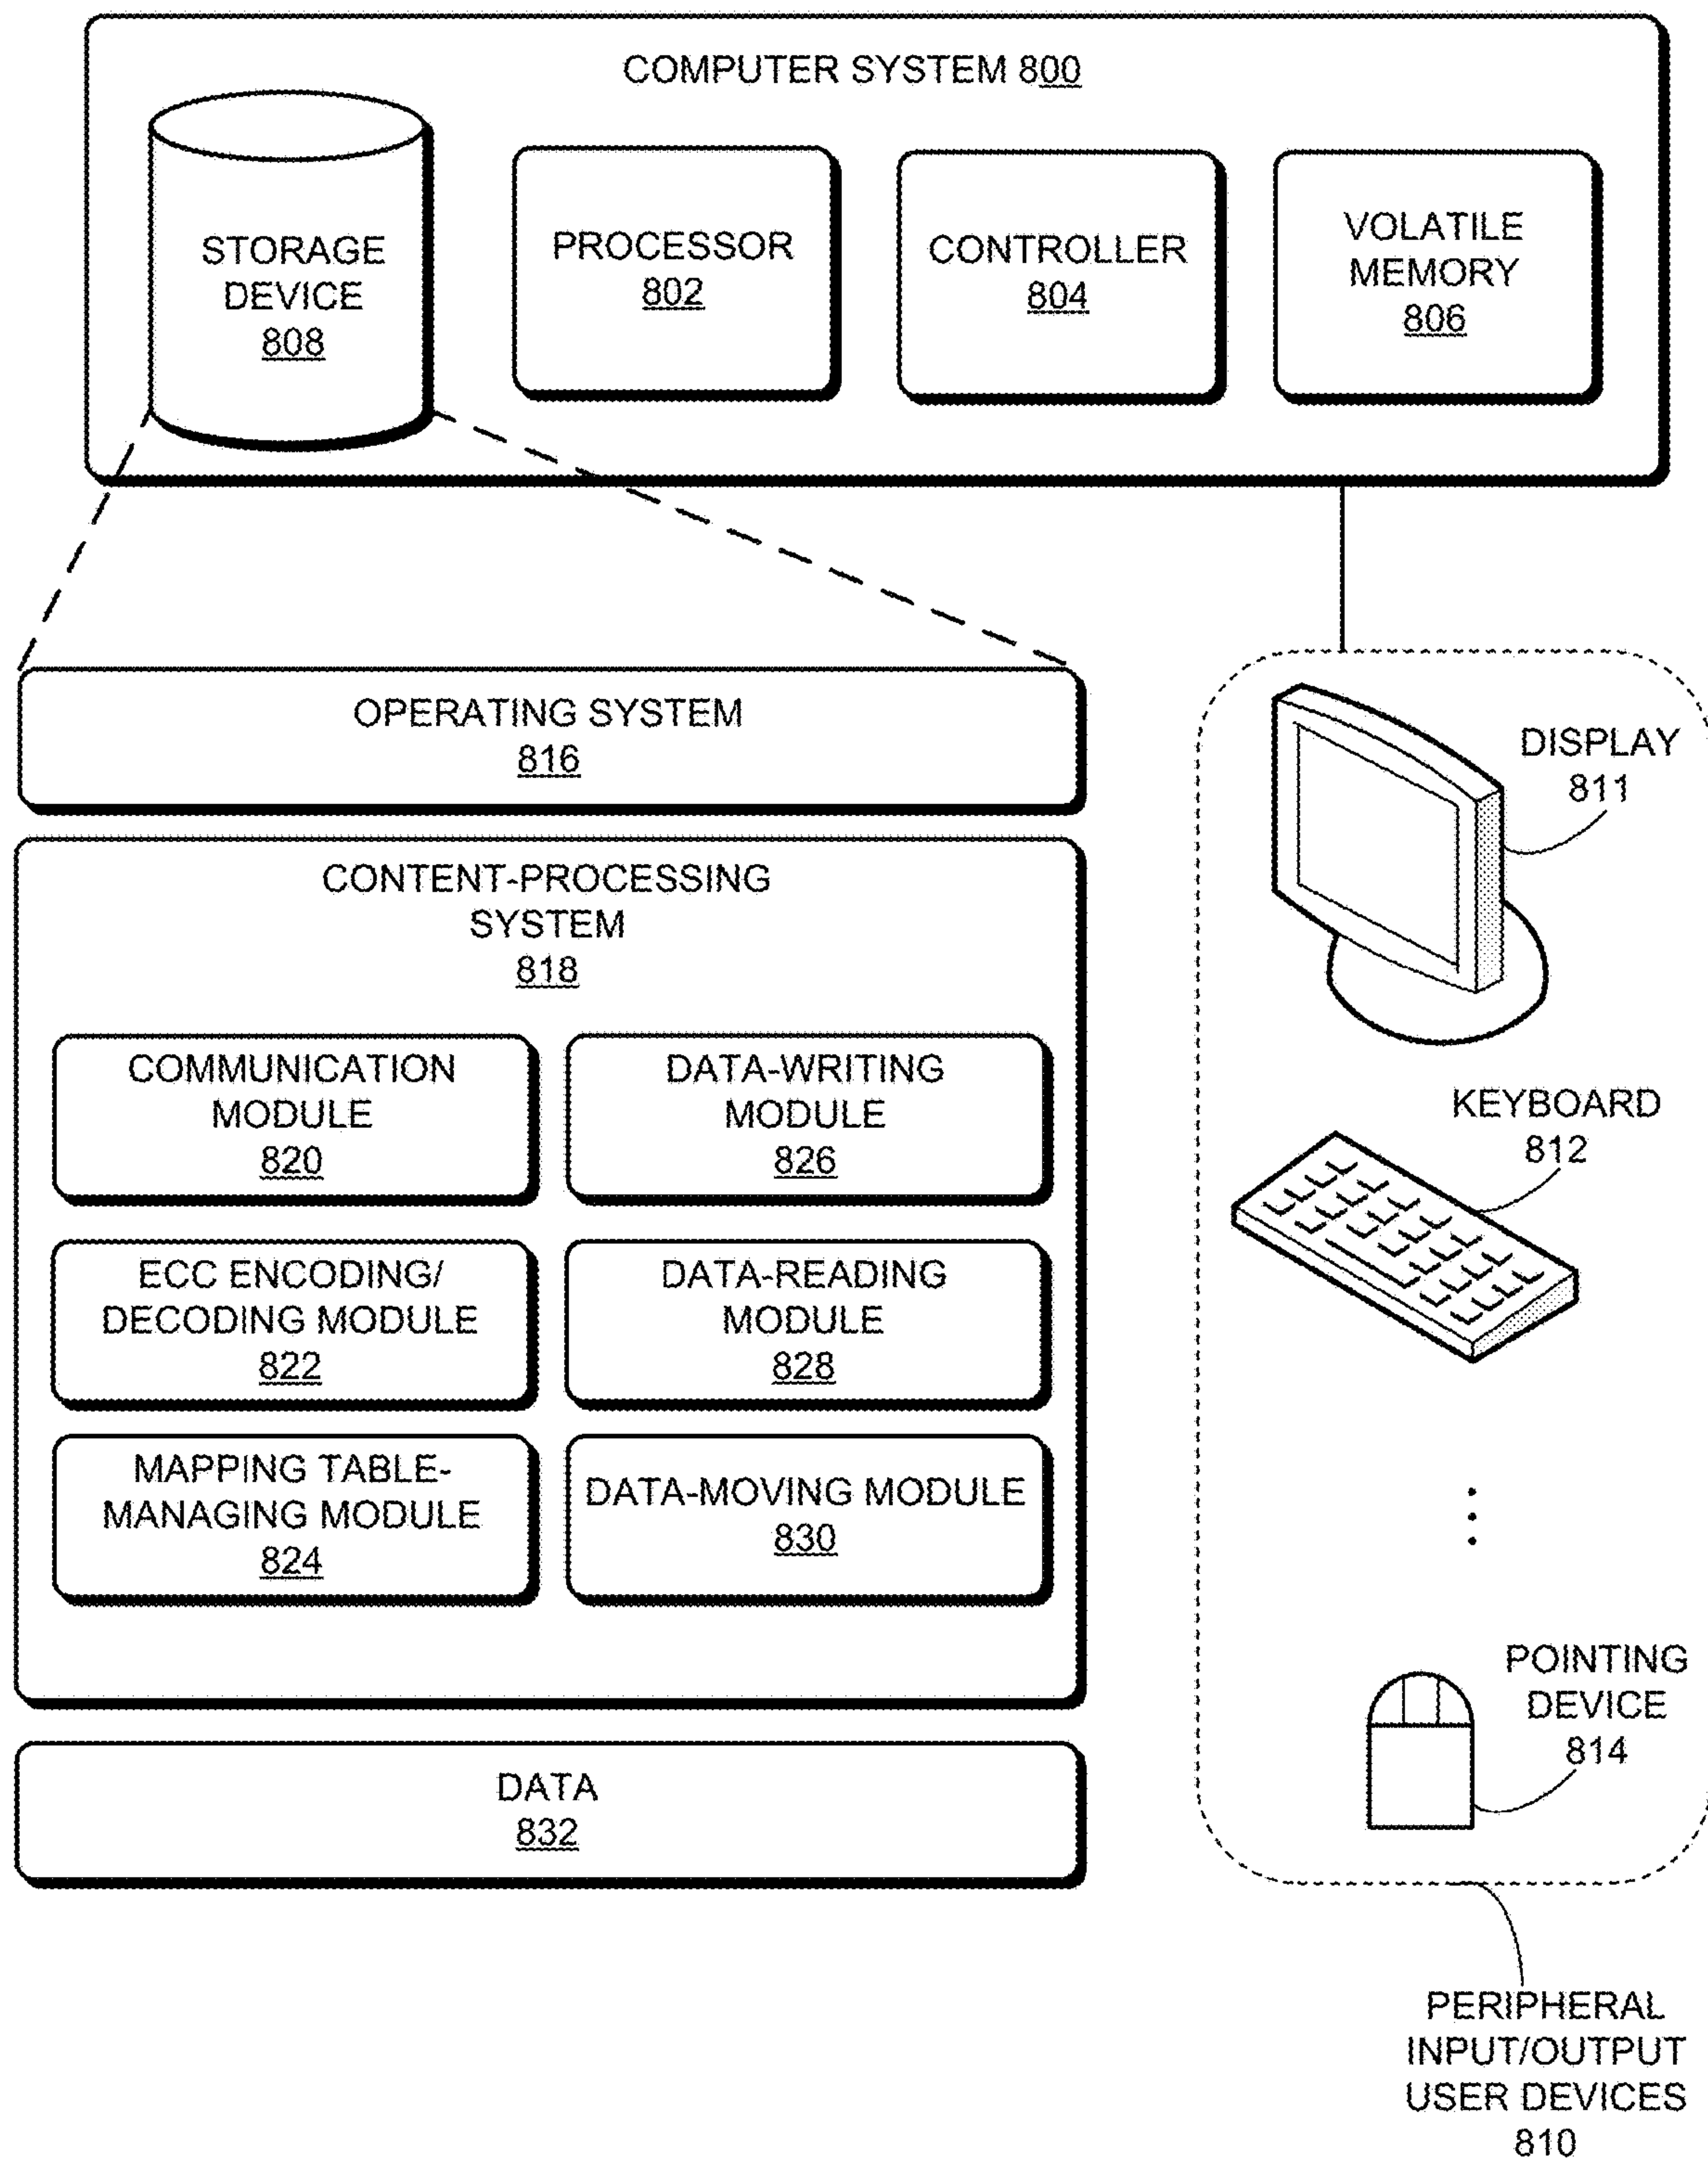 COMPUTER SYSTEM 800
STORAGE
DEVICE
808
PROCESSOR
802
CONTROLLER
804
VOLATILE
MEMORY
806
OPERATING SYSTEM
816
CONTENT-PROCESSING
SYSTEM
818
COMMUNICATION
MODULE
820
DATA-WRITING
MODULE
826
ECC ENCODING/
DECODING MODULE
822
DATA-READING
MODULE
828
MAPPING TABLE-
MANAGING MODULE
824
DATA-MOVING MODULE
830
DATA
832
DISPLAY
811
KEYBOARD
812
POINTING
DEVICE
814
PERIPHERAL
INPUT/OUTPUT
USER DEVICES
810